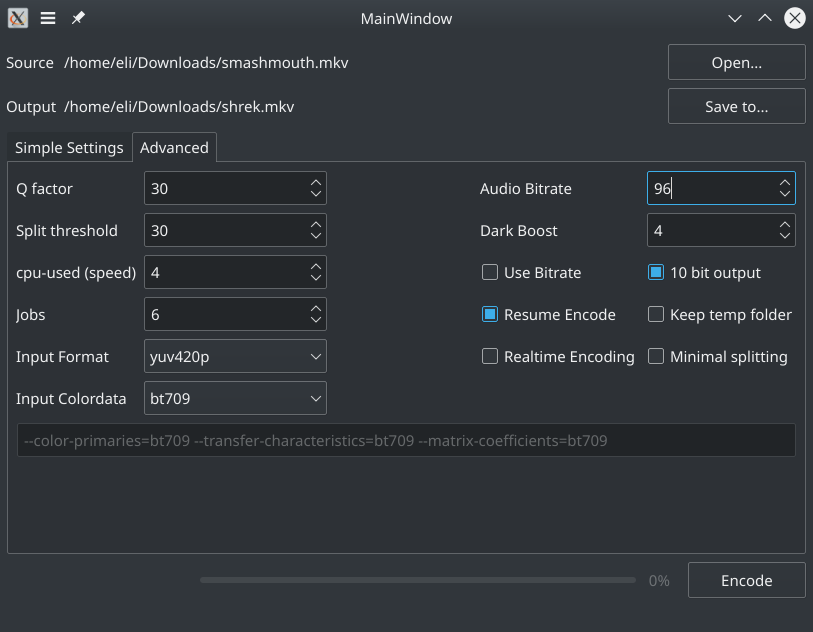 MainWindow
Source /home/eli/Downloads/smashmouth.mkv Open...
Output /home/eli/Downloads/shrek.mkv Save to...
Simple Settings Advanced
Q factor 30 Audio Bitrate 96
Split threshold 30 Dark Boost 4
cpu-used (speed) 4 Use Bitrate 10 bit output
Jobs 6 Resume Encode Keep temp folder
Input Format yuv420p Realtime Encoding Minimal splitting
Input Colordata bt709
--color-primaries=bt709 --transfer-characteristics=bt709 --matrix-coefficients=bt709
0% Encode